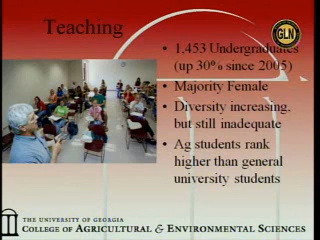 Teaching
GLN
• 1,453 Undergraduates
(up 30% since 2005)
• Majority Female
• Diversity increasing,
but still inadequate
• Ag students rank
higher than general
university students
THE UNIVERSITY OF GEORGIA
COLLEGE OF AGRICULTURAL & ENVIRONMENTAL SCIENCES